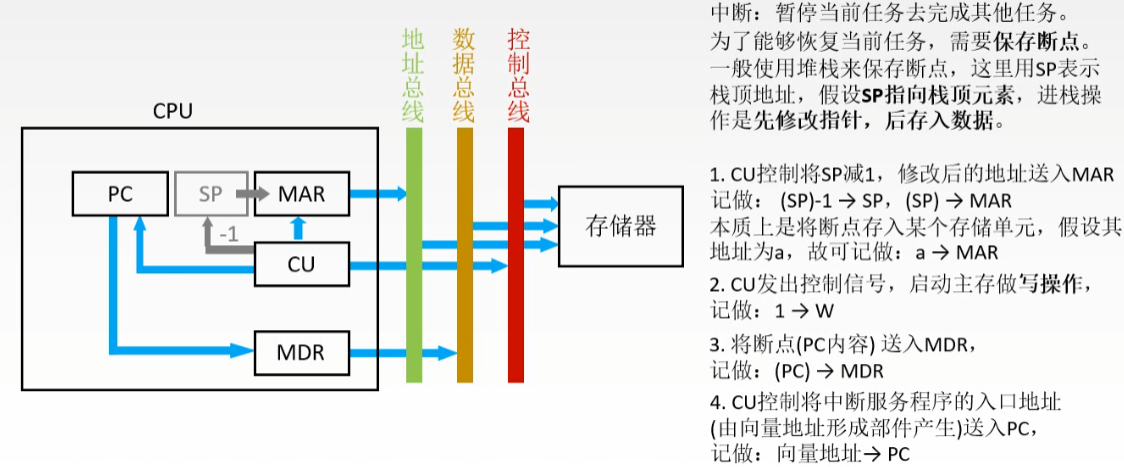 CPU
PC
SP
MAR
-1
CU
MDR
地址总线
数据总线
控制总线
存储器
中断：暂停当前任务去完成其他任务。
为了能够恢复当前任务，需要保存断点。
一般使用堆栈来保存断点，这里用SP表示
栈顶地址，假设SP指向栈顶元素，进栈操
作是先修改指针，后存入数据。
1. CU控制将SP减1，修改后的地址送入MAR
记做： (SP)-1 → SP，(SP) → MAR
本质上是将断点存入某个存储单元，假设其
地址为a，故可记做：a → MAR
2. CU发出控制信号，启动主存做写操作，
记做：1 → W
3. 将断点(PC内容) 送入MDR，
记做：(PC) → MDR
4. CU控制将中断服务程序的入口地址
(由向量地址形成部件产生)送入PC，
记做：向量地址→ PC